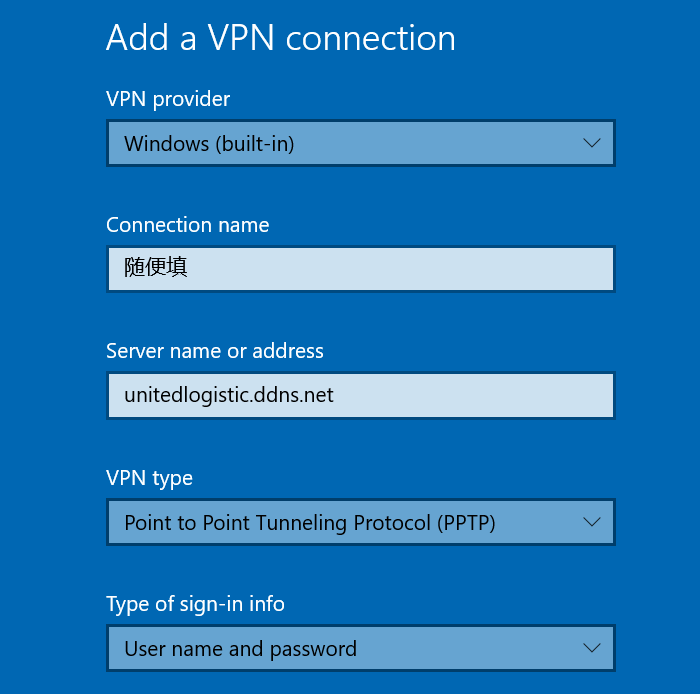 Add a VPN connection
VPN provider
Windows (built-in)
Connection name
随便填
Server name or address
unitedlogistic.ddns.net
VPN type
Point to Point Tunneling Protocol (PPTP)
Type of sign-in info
User name and password